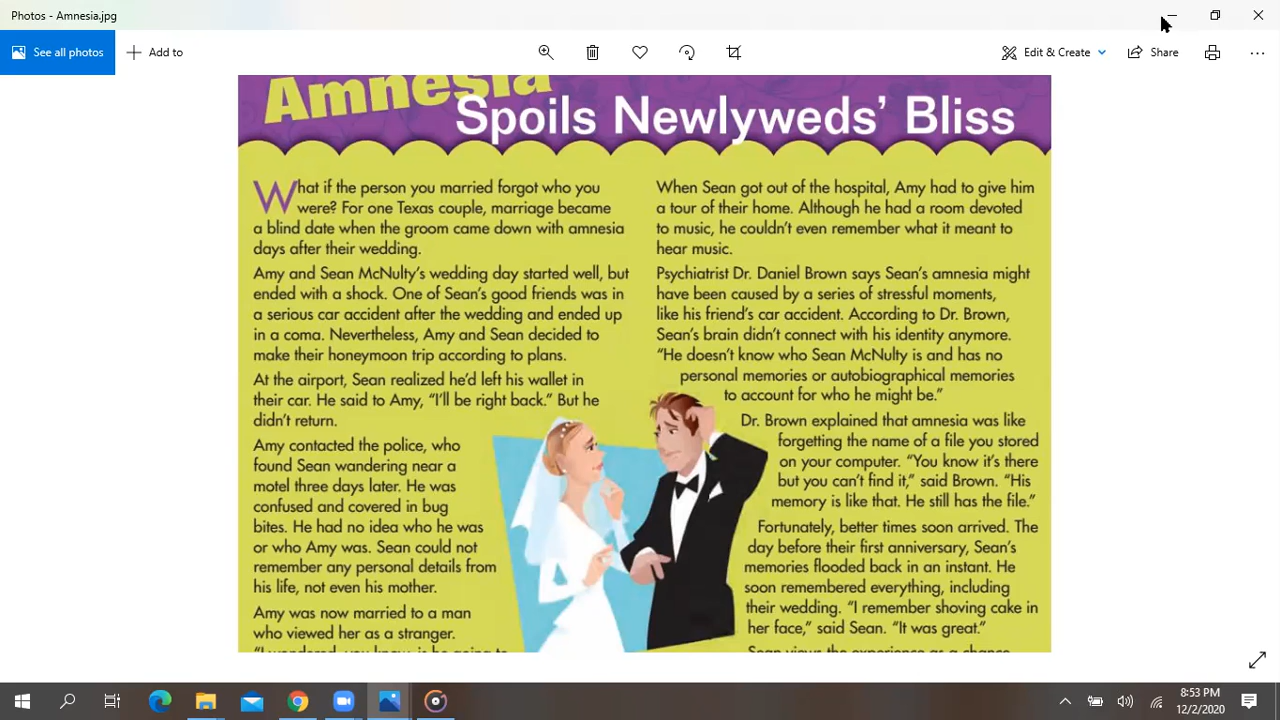 Photos - Amnesia.jpg
See all photos
Add to
Edit & Create
Share
Amnesia
Spoils Newlyweds' Bliss
What if the person you married forgot who you
were? For one Texas couple, marriage became
a blind date when the groom came down with amnesia
days after their wedding.
Amy and Sean McNulty's wedding day started well, but
ended with a shock. One of Sean's good friends was in
a serious car accident after the wedding and ended up
in a coma. Nevertheless, Amy and Sean decided to
make their honeymoon trip according to plans.
At the airport, Sean realized he'd left his wallet in
their car. He said to Amy, "I'll be right back." But he
didn't return.
Amy contacted the police, who
found Sean wandering near a
motel three days later. He was
confused and covered in bug
bites. He had no idea who he was
or who Amy was. Sean could not
remember any personal details from
his life, not even his mother.
Amy was now married to a man
who viewed her as a stranger.
"I wondered, you know, is he going to
When Sean got out of the hospital, Amy had to give him
a tour of their home. Although he had a room devoted
to music, he couldn't even remember what it meant to
hear music.
Psychiatrist Dr. Daniel Brown says Sean's amnesia might
have been caused by a series of stressful moments,
like his friend's car accident. According to Dr. Brown,
Sean's brain didn't connect with his identity anymore.
"He doesn't know who Sean McNulty is and has no
personal memories or autobiographical memories
to account for who he might be."
Dr. Brown explained that amnesia was like
forgetting the name of a file you stored
on your computer. "You know it's there
but you can't find it," said Brown. "His
memory is like that. He still has the file."
Fortunately, better times soon arrived. The
day before their first anniversary, Sean's
memories flooded back in an instant. He
soon remembered everything, including
their wedding. "I remember shoving cake in
her face," said Sean. "It was great."
Sean views the experience as a chance
8:53 PM
12/2/2020